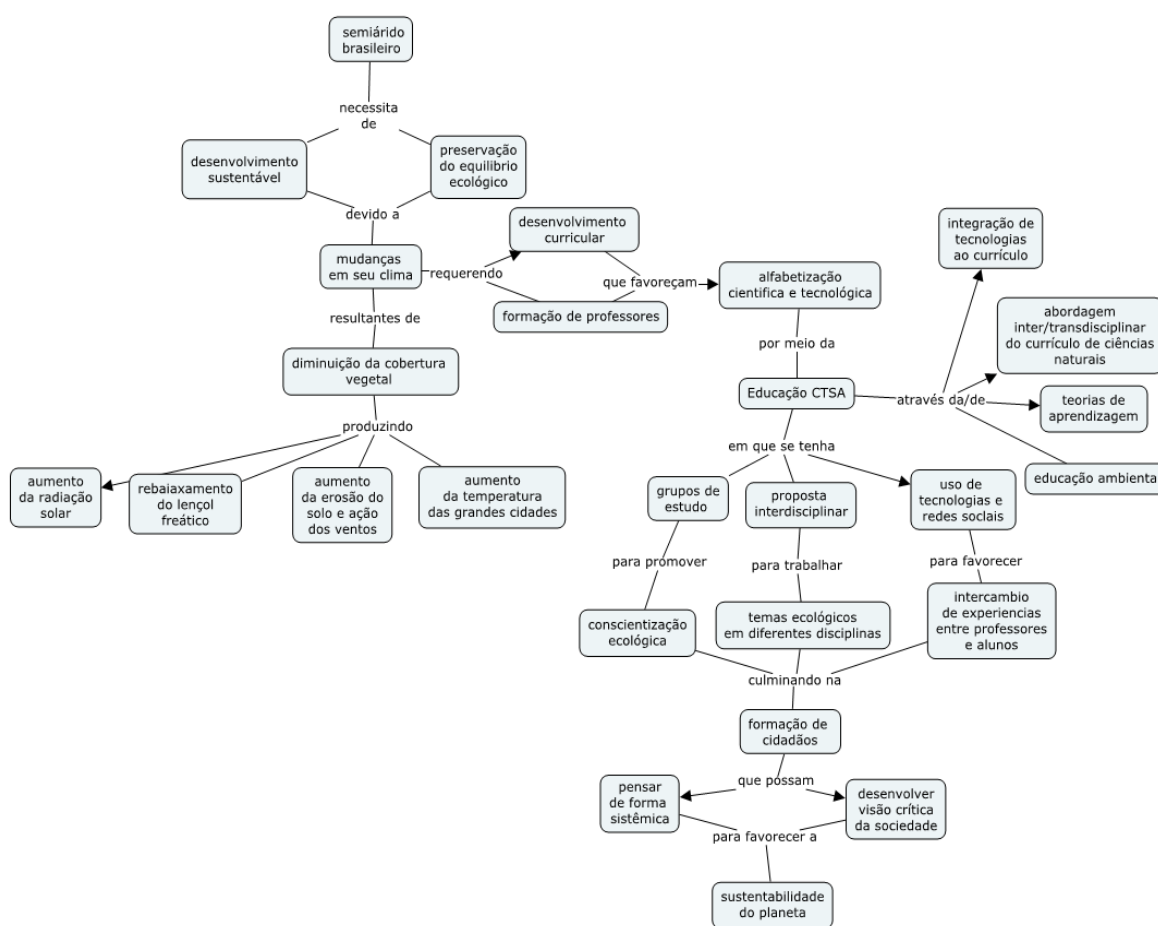 semiárido
brasileiro
necessita
de
desenvolvimento
sustentável
preservação
do equilibrio
ecológico
devido a
mudanças
em seu clima
requerendo
desenvolvimento
curricular
formação de professores
que favoreçam
alfabetização
cientifica e tecnológica
resultantes de
diminuição da cobertura
vegetal
produzindo
aumento
da radiação
solar
rebaiaxamento
do lençol
freático
aumento
da erosão do
solo e ação
dos ventos
aumento
da temperatura
das grandes cidades
por meio da
Educação CTSA
através da/de
integração de
tecnologias
ao currículo
abordagem
inter/transdisciplinar
do currículo de ciências
naturais
teorias de
aprendizagem
educação ambiental
em que se tenha
grupos de
estudo
proposta
interdisciplinar
uso de
tecnologias e
redes soclais
para promover
para trabalhar
para favorecer
conscientização
ecológica
temas ecológicos
em diferentes disciplinas
intercambio
de experiencias
entre professores
e alunos
culminando na
formação de
cidadãos
que possam
pensar
de forma
sistêmica
desenvolver
visão crítica
da sociedade
para favorecer a
sustentabilidade
do planeta